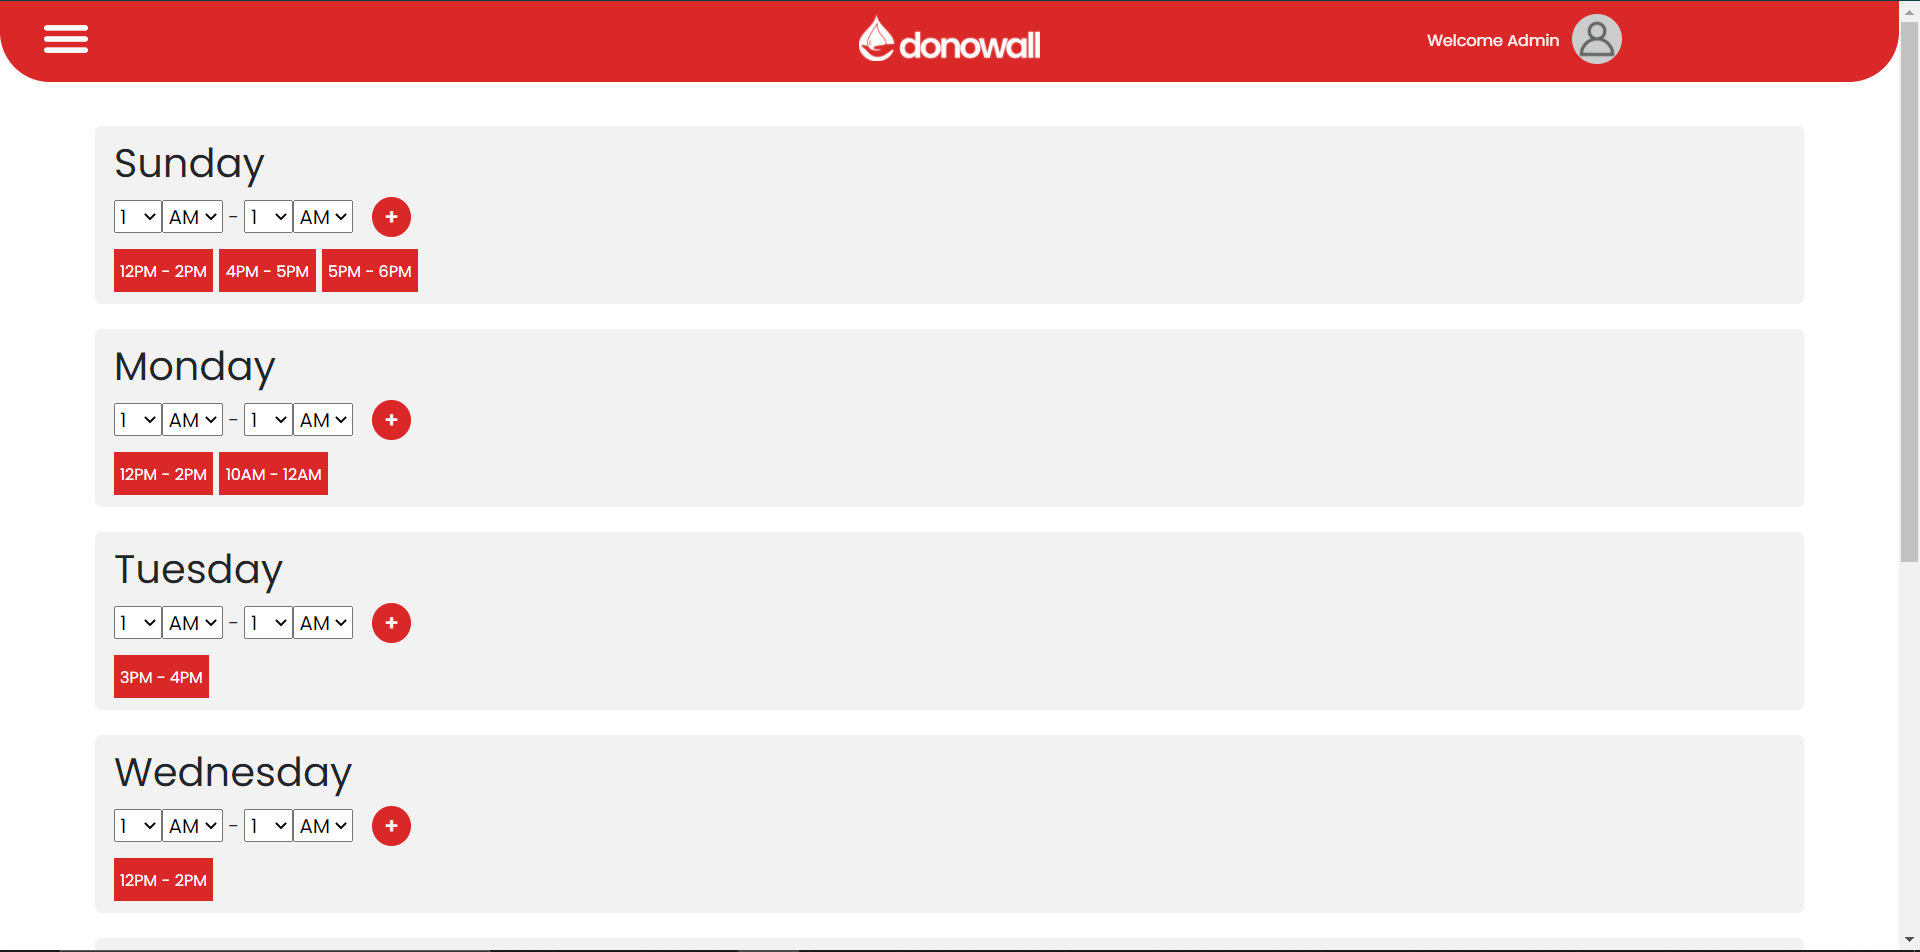 donowall
Welcome Admin
Sunday
1 AM - 1 AM +
12PM - 2PM 4PM - 5PM 5PM - 6PM
Monday
1 AM - 1 AM +
12PM - 2PM 10AM - 12AM
Tuesday
1 AM - 1 AM +
3PM - 4PM
Wednesday
1 AM - 1 AM +
12PM - 2PM